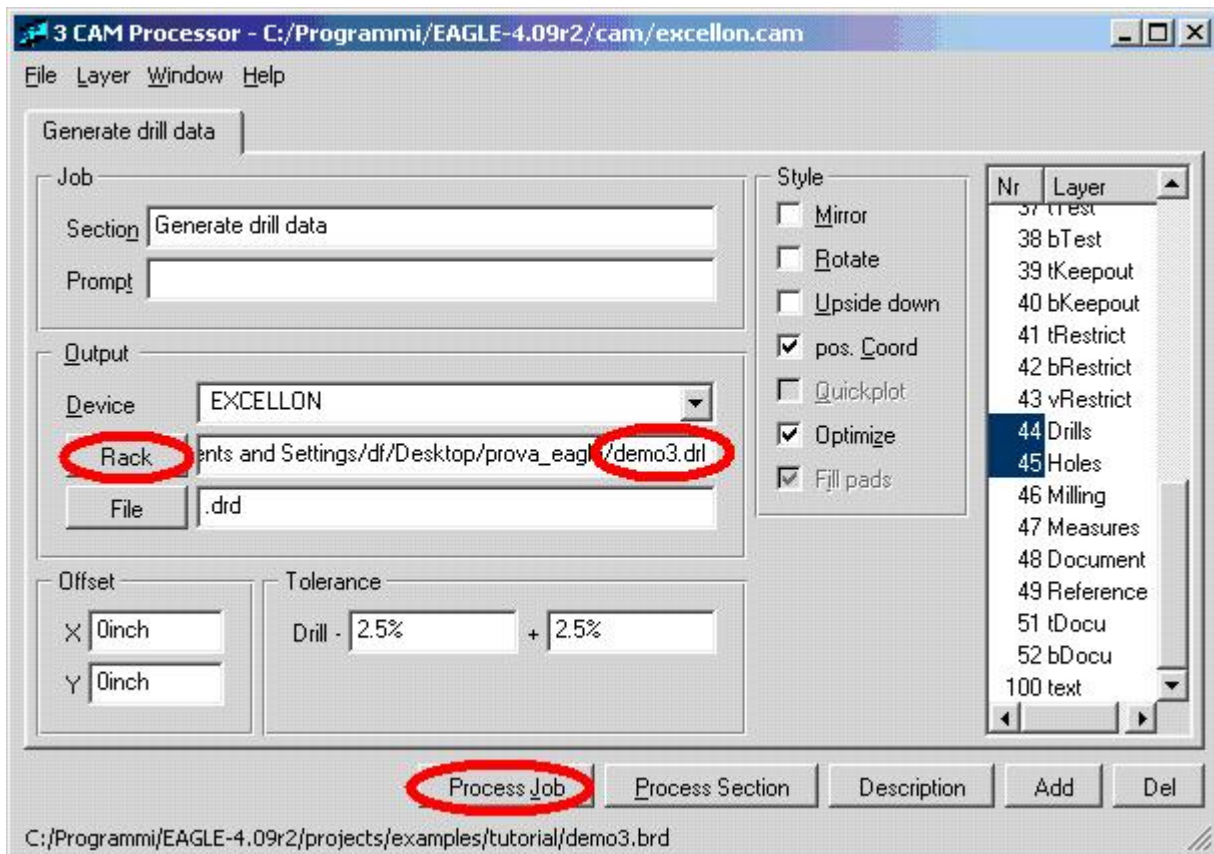 3 CAM Processor - C:/Programmi/EAGLE-4.09r2/cam/excellon.cam
File Layer Window Help
Generate drill data
Job
Section Generate drill data
Prompt
Output
Device EXCELLON
Rack ents and Settings/df/Desktop/prova_eagle/demo3.drl
File .drd
Offset
X 0inch
Y 0inch
Tolerance
Drill - 2.5% + 2.5%
Style
Mirror
Rotate
Upside down
pos. Coord
Quickplot
Optimize
Fill pads
Nr Layer
37 tTest
38 bTest
39 tKeepout
40 bKeepout
41 tRestrict
42 bRestrict
43 vRestrict
44 Drills
45 Holes
46 Milling
47 Measures
48 Document
49 Reference
51 tDocu
52 bDocu
100 text
Process Job Process Section Description Add Del
C:/Programmi/EAGLE-4.09r2/projects/examples/tutorial/demo3.brd